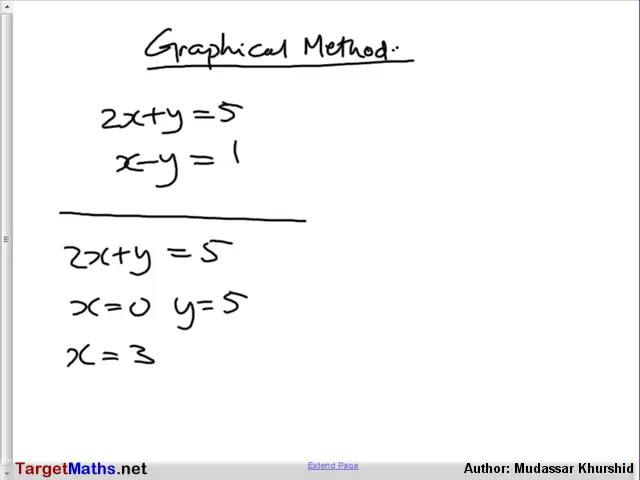 Graphical Method.
2x+y=5
x-y=1
2x+y=5
x=0 y=5
x=3
TargetMaths.net
Extend Page
Author: Mudassar Khurshid